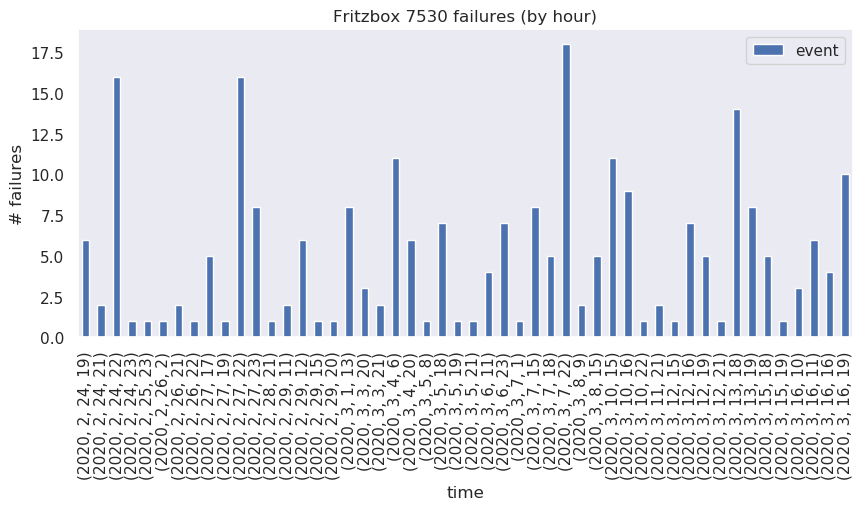 Fritzbox 7530 failures (by hour)
event
# failures
17.5
15.0
12.5
10.0
7.5
5.0
2.5
0.0
(2020, 2, 24, 19)
(2020, 2, 24, 21)
(2020, 2, 24, 22)
(2020, 2, 24, 23)
(2020, 2, 25, 23)
(2020, 2, 26, 2)
(2020, 2, 26, 21)
(2020, 2, 26, 22)
(2020, 2, 27, 17)
(2020, 2, 27, 19)
(2020, 2, 27, 22)
(2020, 2, 27, 23)
(2020, 2, 28, 21)
(2020, 2, 29, 11)
(2020, 2, 29, 12)
(2020, 2, 29, 15)
(2020, 2, 29, 20)
(2020, 3, 1, 13)
(2020, 3, 3, 20)
(2020, 3, 3, 21)
(2020, 3, 4, 6)
(2020, 3, 4, 20)
(2020, 3, 5, 8)
(2020, 3, 5, 18)
(2020, 3, 5, 19)
(2020, 3, 5, 21)
(2020, 3, 6, 11)
(2020, 3, 6, 23)
(2020, 3, 7, 1)
(2020, 3, 7, 15)
(2020, 3, 7, 18)
(2020, 3, 7, 22)
(2020, 3, 8, 9)
(2020, 3, 8, 15)
(2020, 3, 10, 15)
(2020, 3, 10, 16)
(2020, 3, 10, 22)
(2020, 3, 11, 21)
(2020, 3, 12, 15)
(2020, 3, 12, 16)
(2020, 3, 12, 19)
(2020, 3, 12, 21)
(2020, 3, 13, 18)
(2020, 3, 13, 19)
(2020, 3, 15, 18)
(2020, 3, 15, 19)
(2020, 3, 16, 10)
(2020, 3, 16, 11)
(2020, 3, 16, 16)
(2020, 3, 16, 19)
time